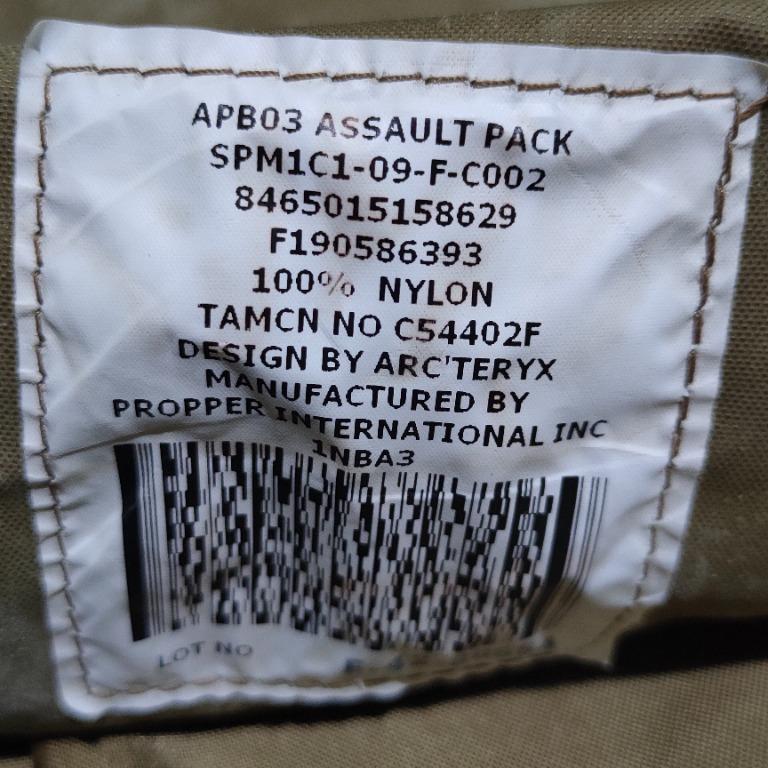 APB03 ASSAULT PACK
SPM1C1-09-F-C002
8465015158629
F190586393
100% NYLON
TAMCN NO C54402F
DESIGN BY ARC'TERYX
MANUFACTURED BY
PROPPER INTERNATIONAL INC
1NBA3
LOT NO